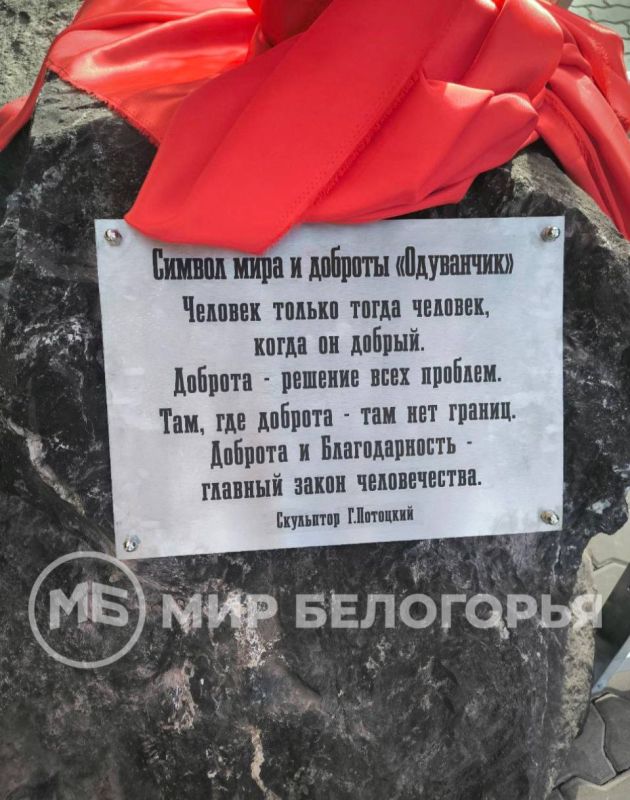 Символ мира и доброты «Одуванчик»
Человек только тогда человек,
когда он добрый.
Доброта - решение всех проблем.
Там, где доброта - там нет границ.
Доброта и Благодарность -
главный закон человечества.
Скульптор Г.Потоцкий
МБ МИР БЕЛОГОРЬЯ